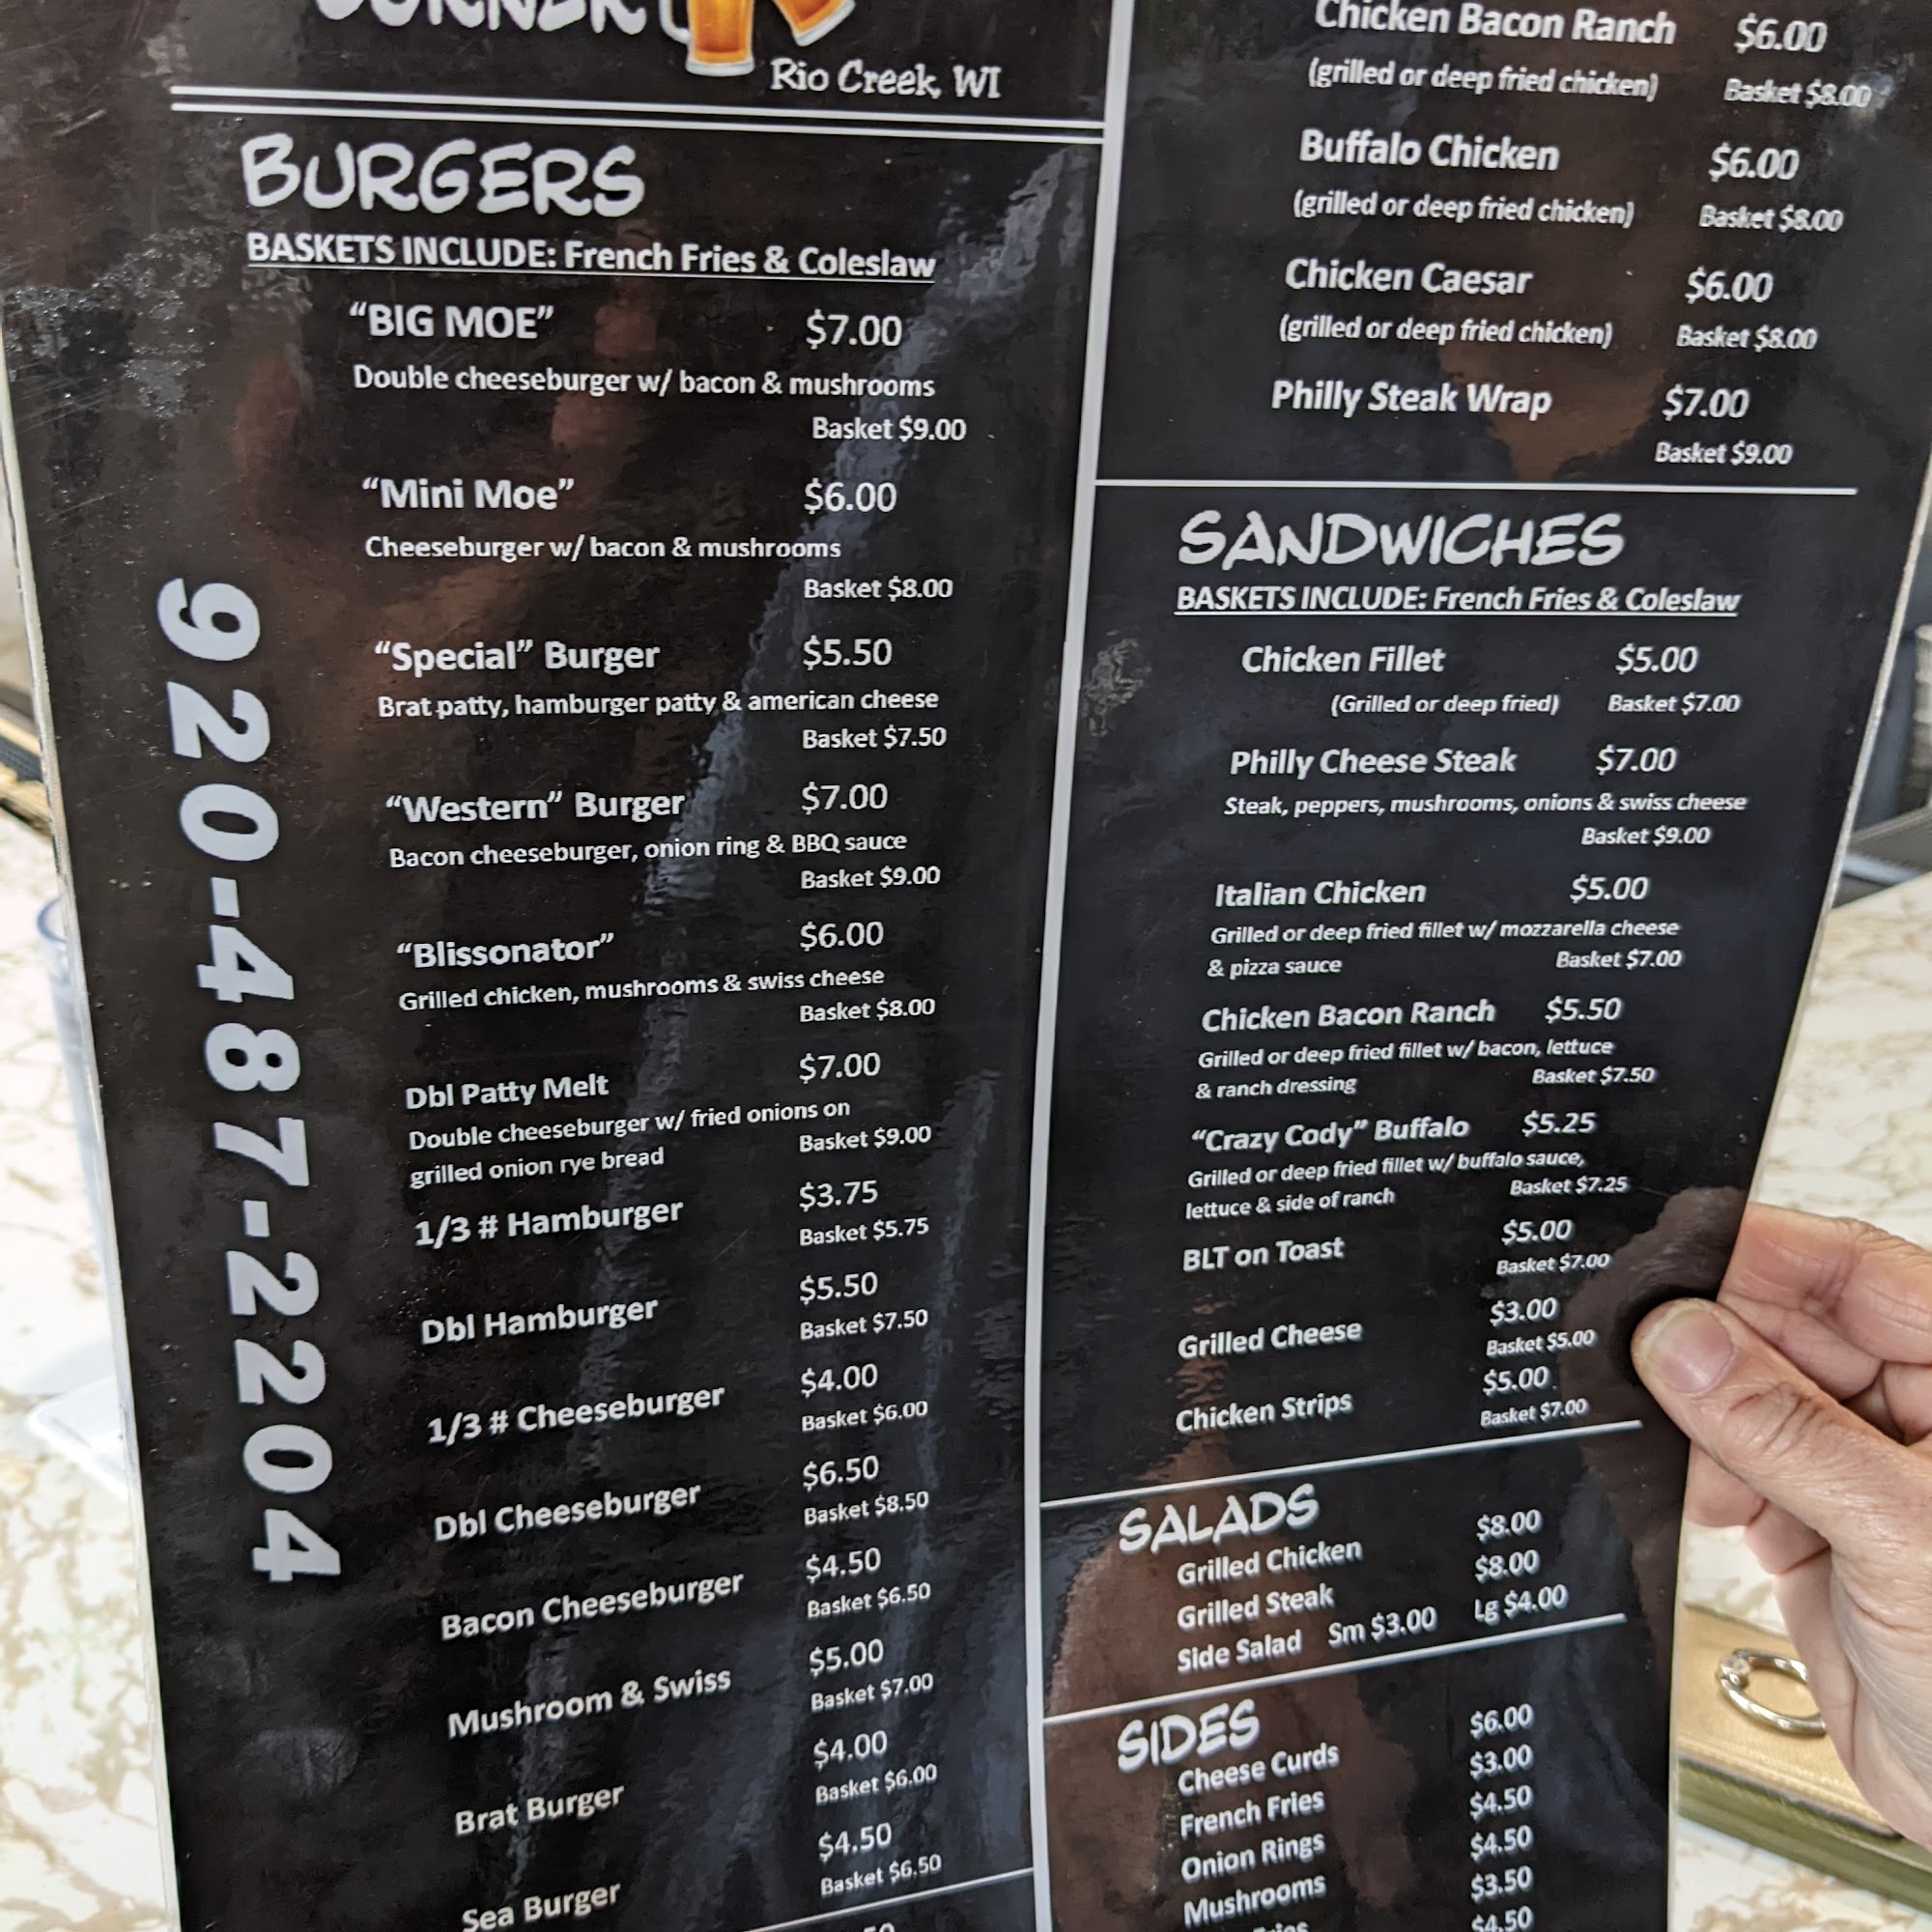 Rio Creek, WI
BURGERS
BASKETS INCLUDE: French Fries & Coleslaw
"BIG MOE" $7.00
Double cheeseburger w/ bacon & mushrooms
Basket $9.00
"Mini Moe" $6.00
Cheeseburger w/ bacon & mushrooms
Basket $8.00
"Special" Burger $5.50
Brat patty, hamburger patty & american cheese
Basket $7.50
"Western" Burger $7.00
Bacon cheeseburger, onion ring & BBQ sauce
Basket $9.00
"Blissonator" $6.00
Grilled chicken, mushrooms & swiss cheese
Basket $8.00
Dbl Patty Melt $7.00
Double cheeseburger w/ fried onions on
grilled onion rye bread Basket $9.00
1/3 # Hamburger $3.75
Basket $5.75
Dbl Hamburger $5.50
Basket $7.50
1/3 # Cheeseburger $4.00
Basket $6.00
Dbl Cheeseburger $6.50
Basket $8.50
Bacon Cheeseburger $4.50
Basket $6.50
Mushroom & Swiss $5.00
Basket $7.00
Brat Burger $4.00
Basket $6.00
Sea Burger $4.50
Basket $6.50
920-487-2204
Chicken Bacon Ranch $6.00
(grilled or deep fried chicken) Basket $8.00
Buffalo Chicken $6.00
(grilled or deep fried chicken) Basket $8.00
Chicken Caesar $6.00
(grilled or deep fried chicken) Basket $8.00
Philly Steak Wrap $7.00
Basket $9.00
SANDWICHES
BASKETS INCLUDE: French Fries & Coleslaw
Chicken Fillet $5.00
(Grilled or deep fried) Basket $7.00
Philly Cheese Steak $7.00
Steak, peppers, mushrooms, onions & swiss cheese
Basket $9.00
Italian Chicken $5.00
Grilled or deep fried fillet w/ mozzarella cheese
& pizza sauce Basket $7.00
Chicken Bacon Ranch $5.50
Grilled or deep fried fillet w/ bacon, lettuce
& ranch dressing Basket $7.50
"Crazy Cody" Buffalo $5.25
Grilled or deep fried fillet w/ buffalo sauce,
lettuce & side of ranch Basket $7.25
BLT on Toast $5.00
Basket $7.00
Grilled Cheese $3.00
Basket $5.00
Chicken Strips $5.00
Basket $7.00
SALADS
Grilled Chicken $8.00
Grilled Steak $8.00
Side Salad Sm $3.00 Lg $4.00
SIDES
Cheese Curds $6.00
French Fries $3.00
Onion Rings $4.50
Mushrooms $4.50
$3.50
$4.50